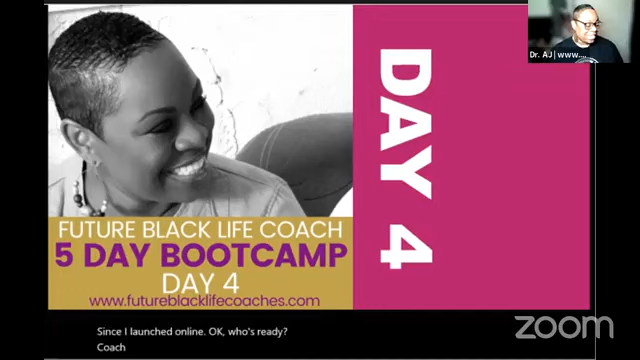 FUTURE BLACK LIFE COACH
5 DAY BOOTCAMP
DAY 4
www.futureblacklifecoaches.com
DAY 4
Dr. AJ | www....
Since I launched online. OK, who's ready?
Coach
zoom